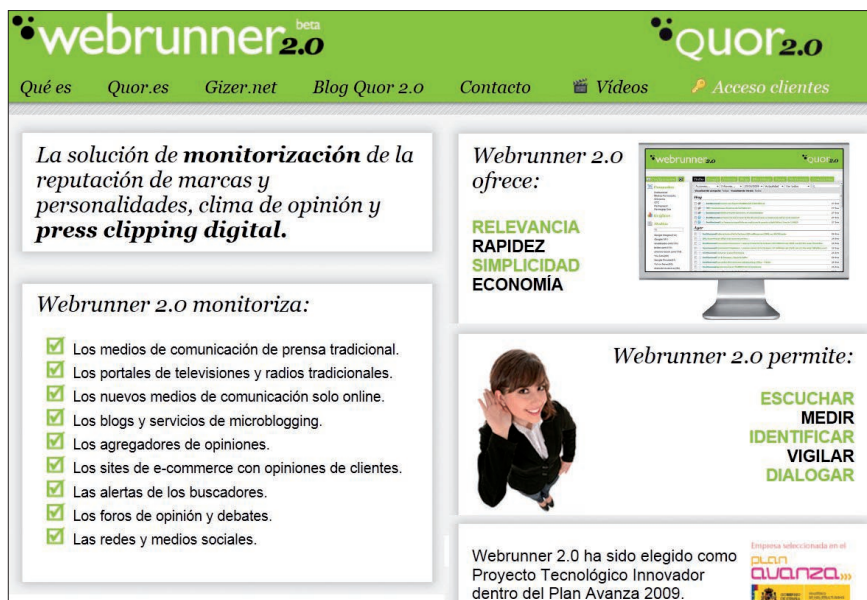 webrunner 2.0 beta
Quor 2.0
Qué es Quor.es Gizer.net Blog Quor 2.0 Contacto Vídeos Acceso clientes
La solución de monitorización de la
reputación de marcas y
personalidades, clima de opinión y
press clipping digital.
Webrunner 2.0 monitoriza:
Los medios de comunicación de prensa tradicional.
Los portales de televisiones y radios tradicionales.
Los nuevos medios de comunicación solo online.
Los blogs y servicios de microblogging.
Los agregadores de opiniones.
Los sites de e-commerce con opiniones de clientes.
Las alertas de los buscadores.
Los foros de opinión y debates.
Las redes y medios sociales.
Webrunner 2.0
ofrece:
RELEVANCIA
RAPIDEZ
SIMPLICIDAD
ECONOMÍA
webrunner 2.0
Quor 2.0
Webrunner 2.0 permite:
ESCUCHAR
MEDIR
IDENTIFICAR
VIGILAR
DIALOGAR
Webrunner 2.0 ha sido elegido como
Proyecto Tecnológico Innovador
dentro del Plan Avanza 2009.
Empresa seleccionada en el
PLAN
avanza